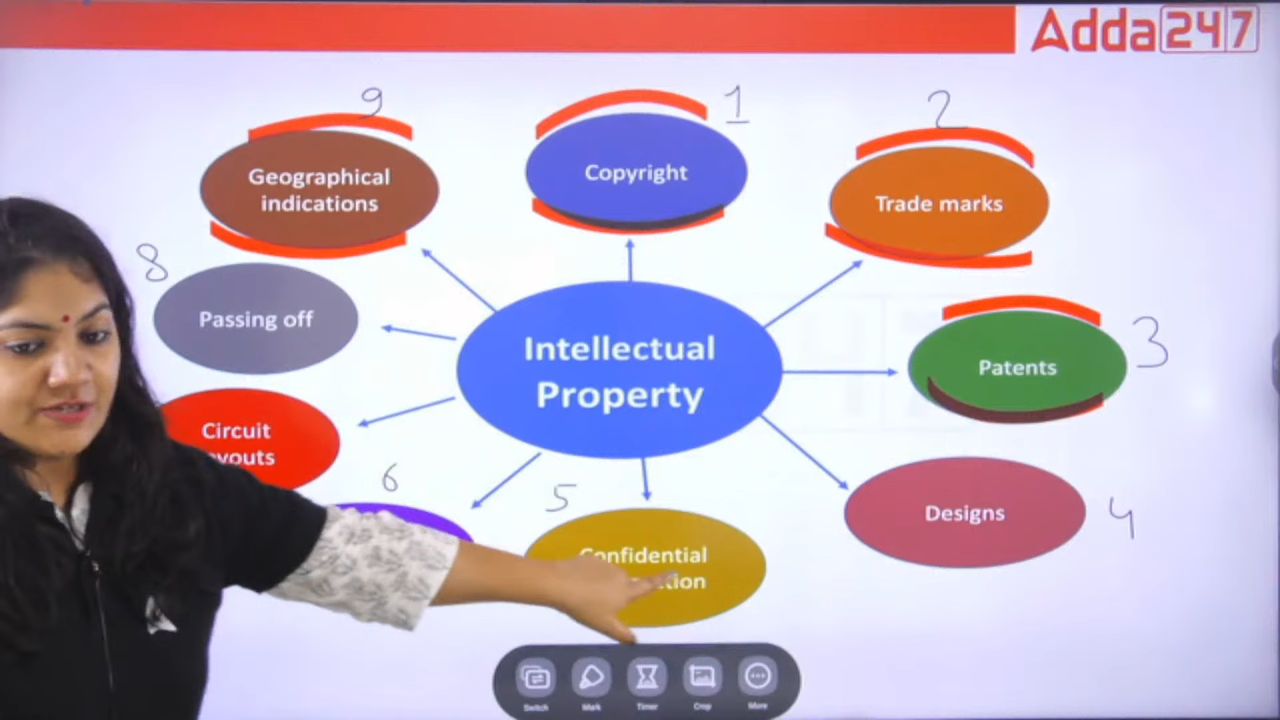 Adda247
9
1
2
Geographical
indications
Copyright
Trade marks
8
Passing off
Intellectual
Property
Patents
3
Circuit
6
5
Designs
4
Confidential
Switch
Mark
Timer
Crop
More